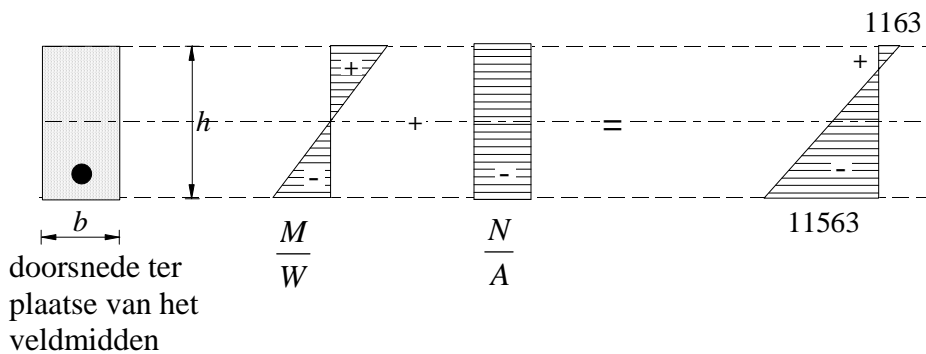 1163
+
+
h
+
=
-
-
-
b
M
W
N
A
11563
doorsnede ter
plaatse van het
veldmidden